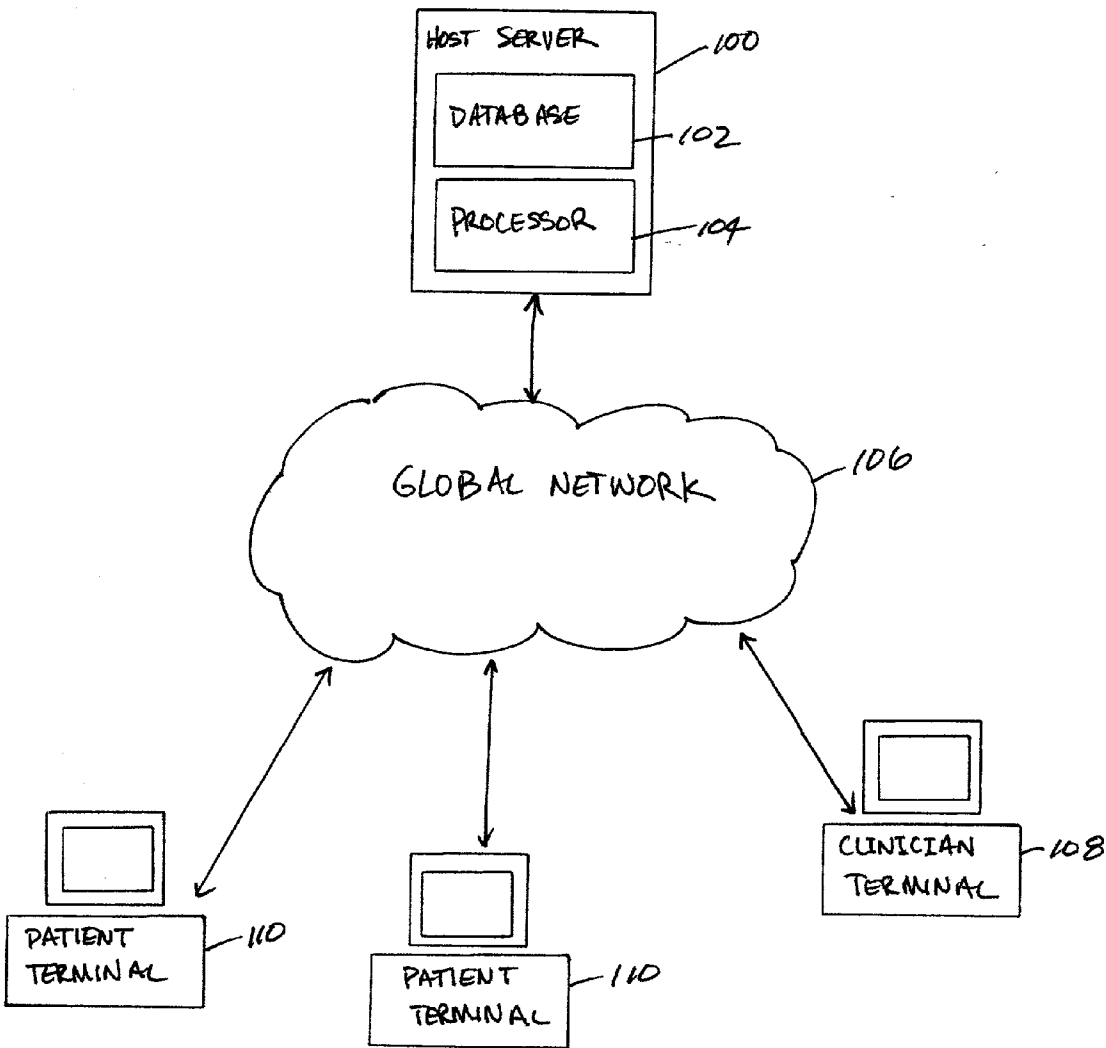 HOST SERVER
100
DATABASE
102
PROCESSOR
104
GLOBAL NETWORK
106
CLINICIAN
TERMINAL
108
PATIENT
TERMINAL
110
PATIENT
TERMINAL
110